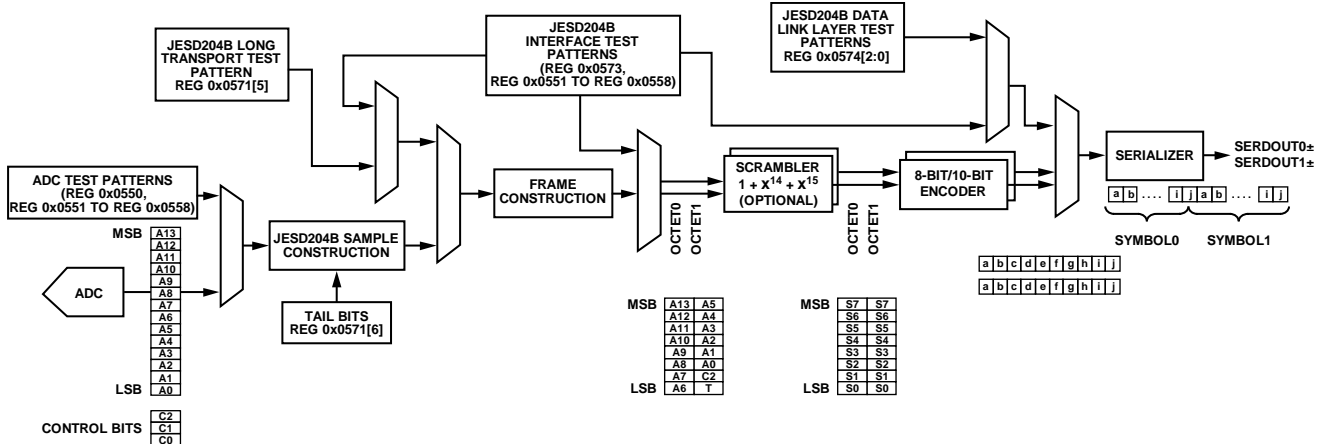 JESD204B LONG
TRANSPORT TEST
PATTERN
REG 0x0571[5]
JESD204B
INTERFACE TEST
PATTERNS
(REG 0x0573,
REG 0x0551 TO REG 0x0558)
JESD204B DATA
LINK LAYER TEST
PATTERNS
REG 0x0574[2:0]
ADC TEST PATTERNS
(REG 0x0550,
REG 0x0551 TO REG 0x0558)
MSB
A13
A12
A11
A10
A9
A8
A7
A6
A5
A4
A3
A2
A1
LSB A0
ADC
CONTROL BITS
C2
C1
C0
JESD204B SAMPLE
CONSTRUCTION
TAIL BITS
REG 0x0571[6]
FRAME
CONSTRUCTION
OCTET0
OCTET1
SCRAMBLER
1 + x14 + x15
(OPTIONAL)
OCTET0
OCTET1
8-BIT/10-BIT
ENCODER
SERIALIZER
SERDOUT0±
SERDOUT1±
a b .... i j a b .... i j
SYMBOL0 SYMBOL1
a b c d e f g h i j
a b c d e f g h i j
MSB A13 A5
A12 A4
A11 A3
A10 A2
A9 A1
A8 A0
A7 C2
LSB A6 T
MSB S7 S7
S6 S6
S5 S5
S4 S4
S3 S3
S2 S2
S1 S1
LSB S0 S0